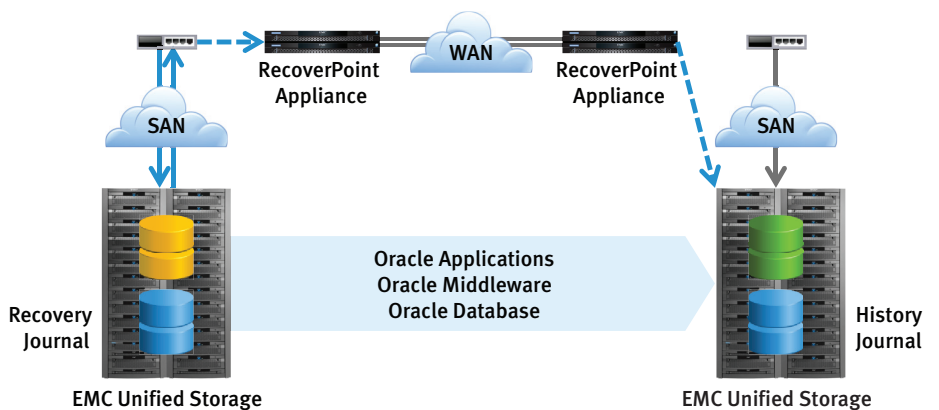 WAN
RecoverPoint
Appliance
RecoverPoint
Appliance
SAN
SAN
Oracle Applications
Oracle Middleware
Oracle Database
Recovery
Journal
History
Journal
EMC Unified Storage
EMC Unified Storage